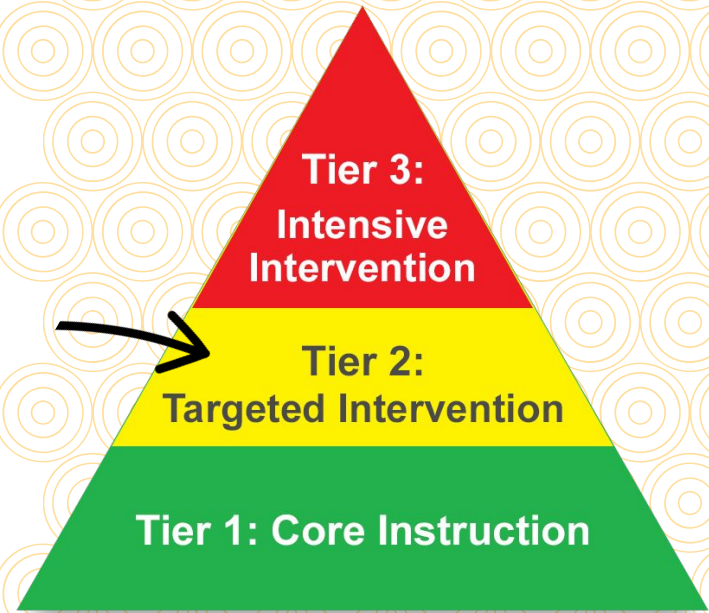 Tier 3:
Intensive
Intervention
Tier 2:
Targeted Intervention
Tier 1: Core Instruction